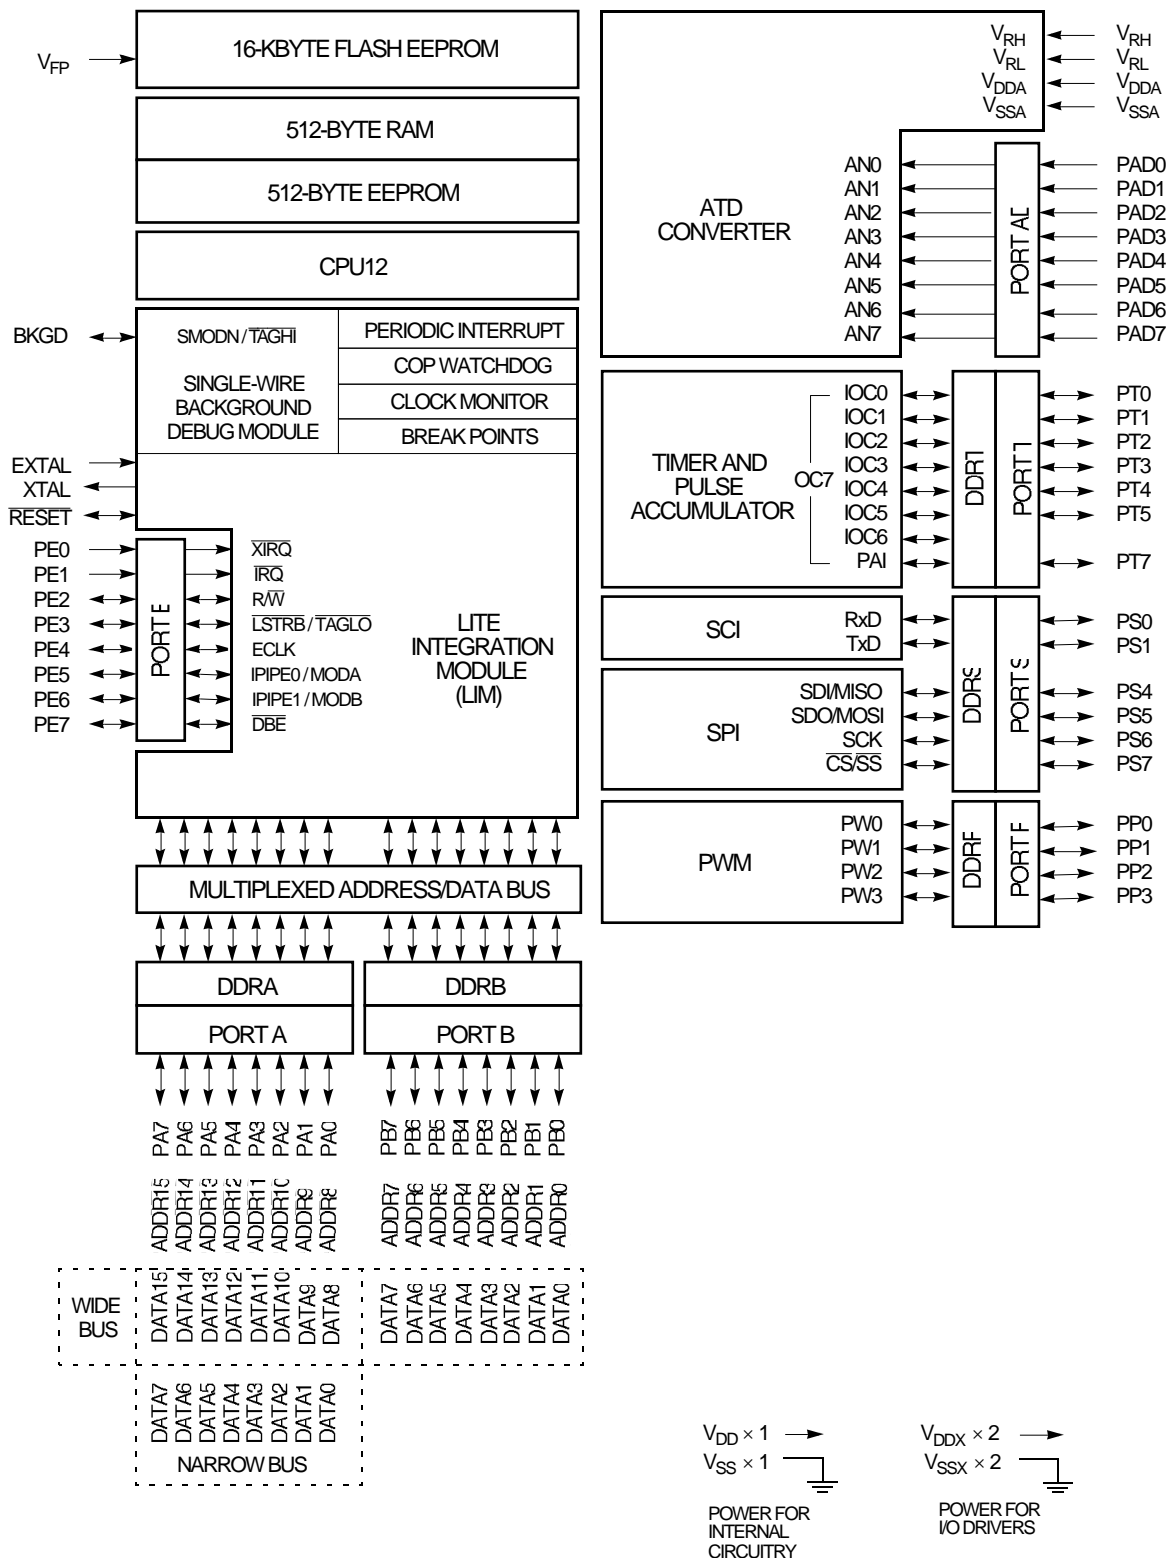 16-KBYTE FLASH EEPROM
VFP
512-BYTE RAM
512-BYTE EEPROM
CPU12
BKGD
SMODN / TAGHI
SINGLE-WIRE
BACKGROUND
DEBUG MODULE
PERIODIC INTERRUPT
COP WATCHDOG
CLOCK MONITOR
BREAK POINTS
EXTAL
XTAL
RESET
PE0
PE1
PE2
PE3
PE4
PE5
PE6
PE7
PORT E
XIRQ
IRQ
R/W
LSTRB / TAGLO
ECLK
IPIPE0 / MODA
IPIPE1 / MODB
DBE
LITE
INTEGRATION
MODULE
(LIM)
MULTIPLEXED ADDRESS/DATA BUS
DDRA
PORT A
DDRB
PORT B
PA7
PA6
PA5
PA4
PA3
PA2
PA1
PA0
PB7
PB6
PB5
PB4
PB3
PB2
PB1
PB0
ADDR15
ADDR14
ADDR13
ADDR12
ADDR11
ADDR10
ADDR9
ADDR8
ADDR7
ADDR6
ADDR5
ADDR4
ADDR3
ADDR2
ADDR1
ADDR0
WIDE
BUS
DATA15
DATA14
DATA13
DATA12
DATA11
DATA10
DATA9
DATA8
DATA7
DATA6
DATA5
DATA4
DATA3
DATA2
DATA1
DATA0
DATA7
DATA6
DATA5
DATA4
DATA3
DATA2
DATA1
DATA0
NARROW BUS
ATD
CONVERTER
VRH
VRL
VDDA
VSSA
VRH
VRL
VDDA
VSSA
AN0
AN1
AN2
AN3
AN4
AN5
AN6
AN7
PORT AD
PAD0
PAD1
PAD2
PAD3
PAD4
PAD5
PAD6
PAD7
TIMER AND
PULSE
ACCUMULATOR
OC7
IOC0
IOC1
IOC2
IOC3
IOC4
IOC5
IOC6
PAI
DDRT
PORT T
PT0
PT1
PT2
PT3
PT4
PT5
PT7
SCI
RxD
TxD
SPI
SDI/MISO
SDO/MOSI
SCK
CS/SS
DDRS
PORT S
PS0
PS1
PS4
PS5
PS6
PS7
PWM
PW0
PW1
PW2
PW3
DDRP
PORT P
PP0
PP1
PP2
PP3
VDD × 1
VSS × 1
POWER FOR
INTERNAL
CIRCUITRY
VDDX × 2
VSSX × 2
POWER FOR
I/O DRIVERS